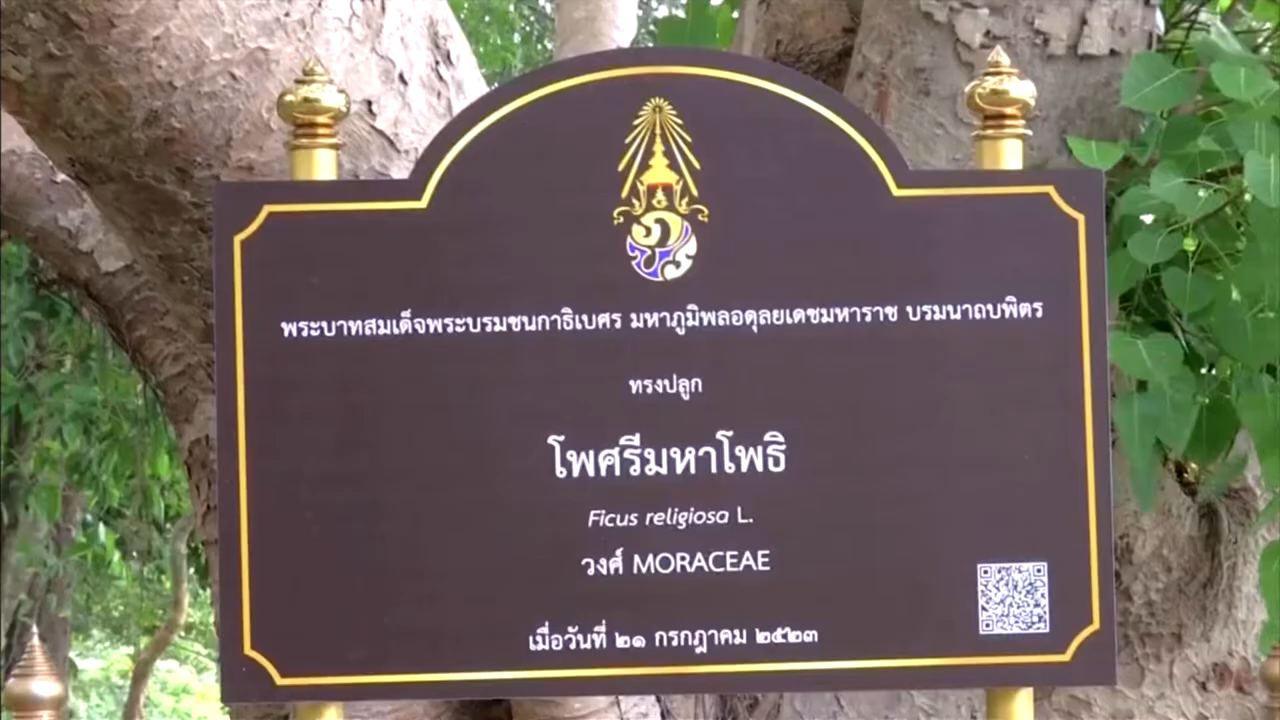 พระบาทสมเด็จพระบรมชนกาธิเบศร มหาภูมิพลอดุลยเดชมหาราช บรมนาถบพิตร
ทรงปลูก
โพศรีมหาโพธิ
Ficus religiosa L.
วงศ์ MORACEAE
เมื่อวันที่ ๒๑ กรกฎาคม ๒๕๒๓